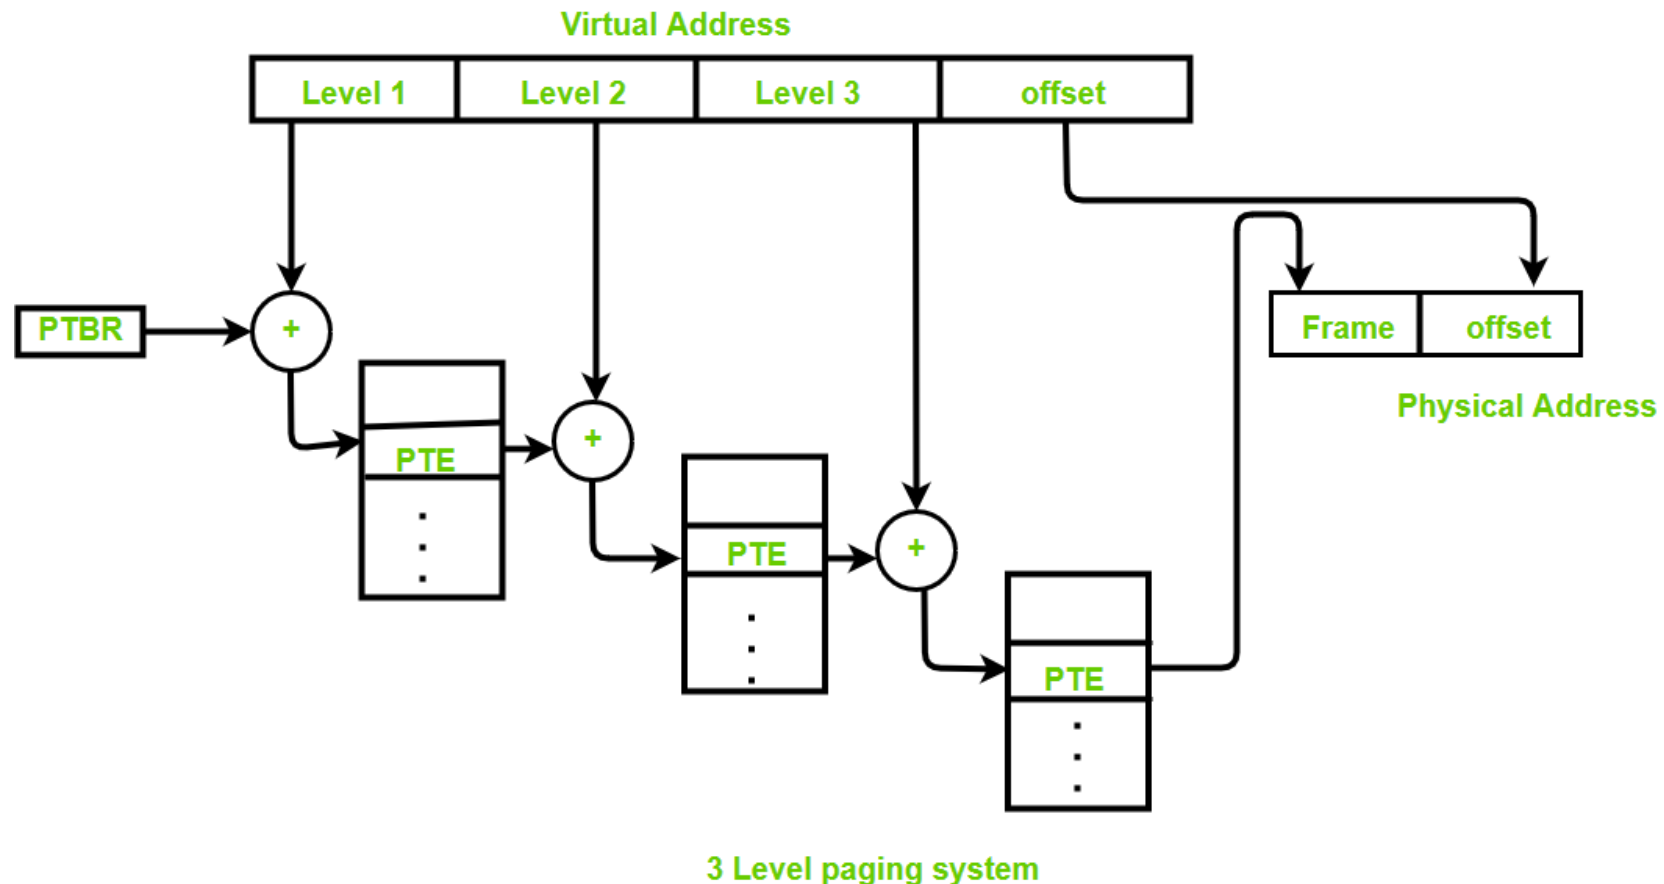 Virtual Address
Level 1 Level 2 Level 3 offset
PTBR + Frame offset
Physical Address
PTE +
PTE +
PTE
3 Level paging system